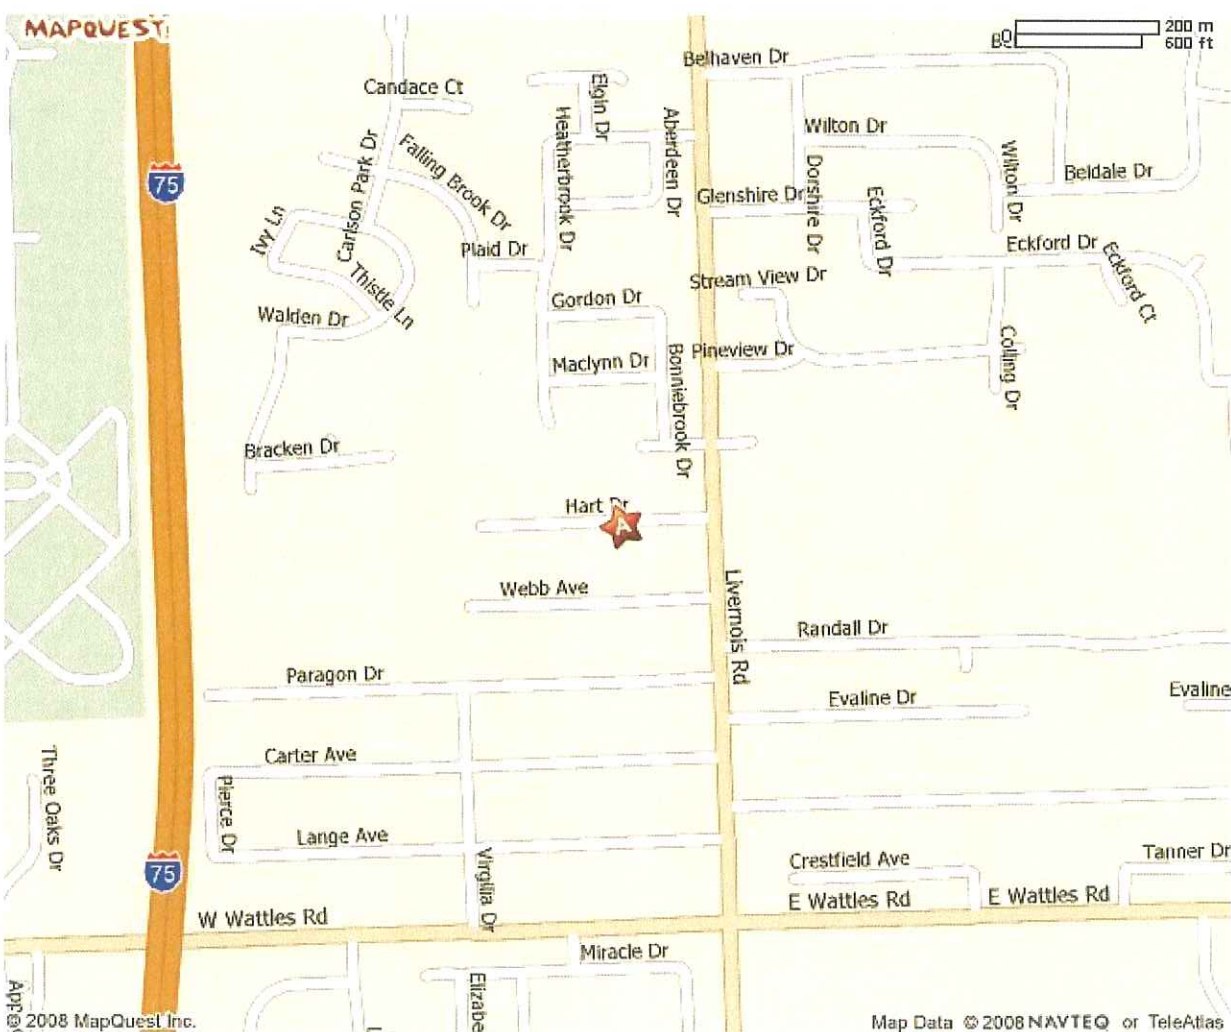 MAPQUEST
200 m
600 ft
Belhaven Dr
Candace Ct
Elgin Dr
Heatherbrook Dr
Aberdeen Dr
Wilton Dr
Wilton Dr
Beldale Dr
Carlson Park Dr
Falling Brook Dr
75
Glenshire Dr
Dorshire Dr
Eckford Dr
Ivy Ln
Plaid Dr
Eckford Dr
Eckford Ct
Thistle Ln
Stream View Dr
Gordon Dr
Walden Dr
Pineview Dr
Maclynn Dr
Bonniebrook Dr
Colling Dr
Bracken Dr
Hart Dr
A
Webb Ave
Livernois Rd
Randall Dr
Paragon Dr
Evaline Dr
Evaline
Three Oaks Dr
Carter Ave
Pierce Dr
Lange Ave
Virgilia Dr
75
Crestfield Ave
Tanner Dr
E Wattles Rd
E Wattles Rd
W Wattles Rd
Miracle Dr
Elizabe
© 2008 MapQuest Inc.
Map Data © 2008 NAVTEQ or TeleAtlas